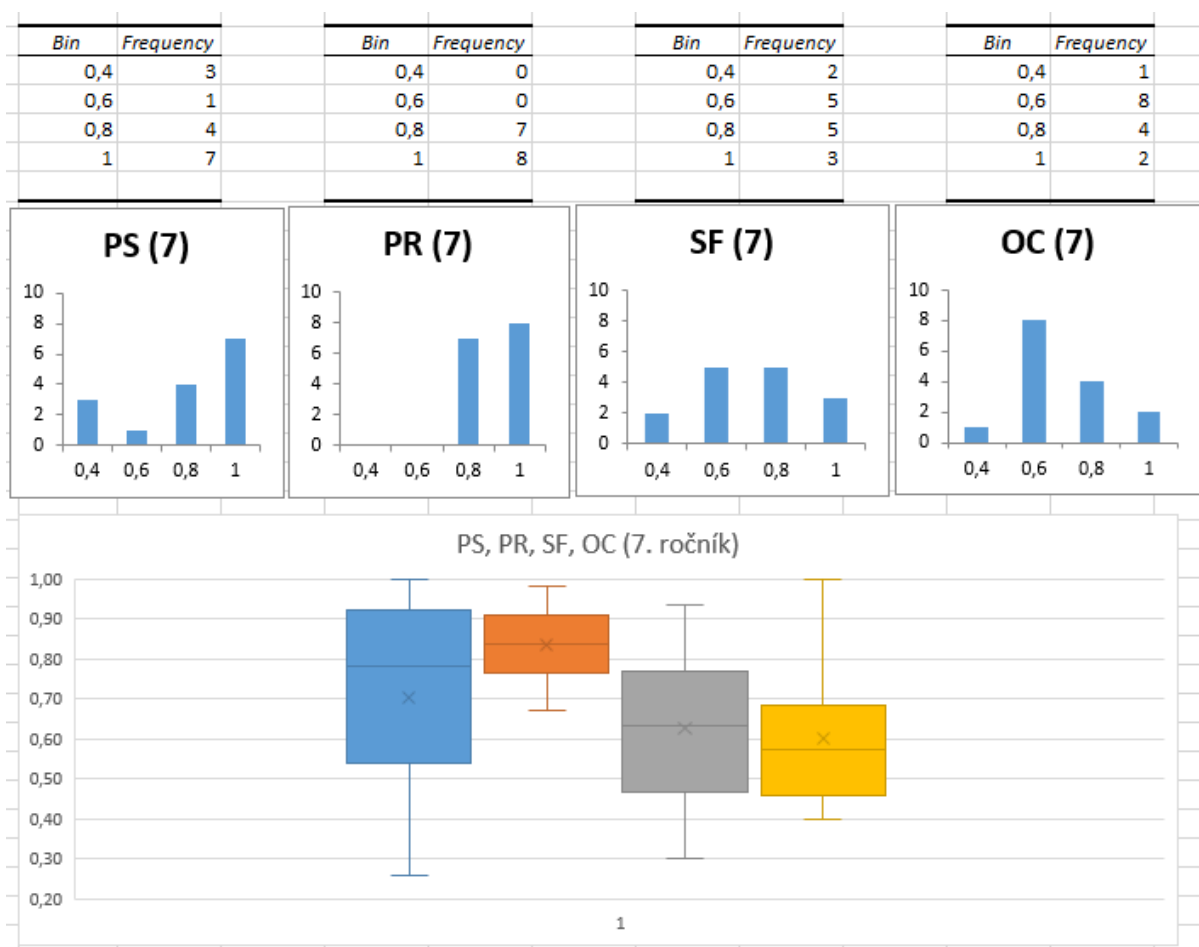 Bin Frequency Bin Frequency Bin Frequency Bin Frequency
0,4 3 0,4 0 0,4 2 0,4 1
0,6 1 0,6 0 0,6 5 0,6 8
0,8 4 0,8 7 0,8 5 0,8 4
1 7 1 8 1 3 1 2
PS (7)
10
8
6
4
2
0
0,4 0,6 0,8 1
PR (7)
10
8
6
4
2
0
0,4 0,6 0,8 1
SF (7)
10
8
6
4
2
0
0,4 0,6 0,8 1
OC (7)
10
8
6
4
2
0
0,4 0,6 0,8 1
PS, PR, SF, OC (7. ročník)
1,00
0,90
0,80
0,70
0,60
0,50
0,40
0,30
0,20
1